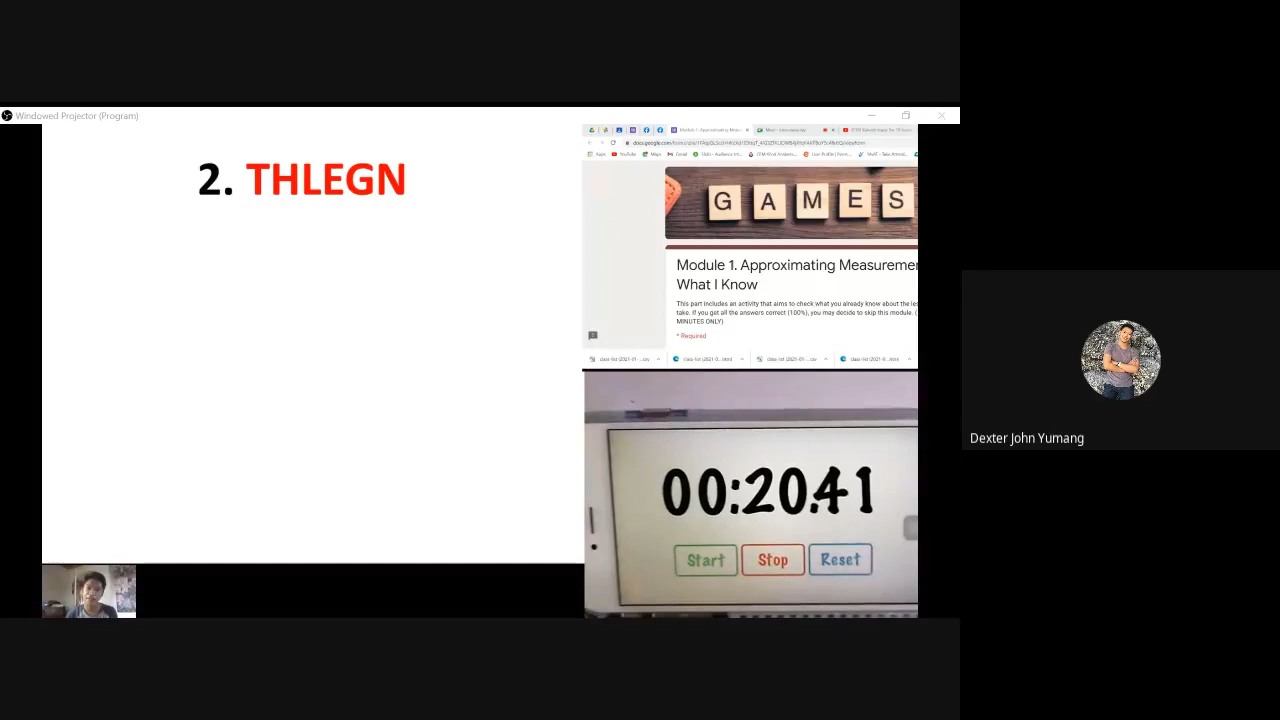 Windowed Projector (Program)
2. THLEGN
GAMES
Module 1. Approximating Measureme
What I Know
This part includes an activity that aims to check what you already know about the le
take. If you get all the answers correct (100%), you may decide to skip this module. (
MINUTES ONLY)
* Required
00:20.41
Start Stop Reset
Dexter John Yumang